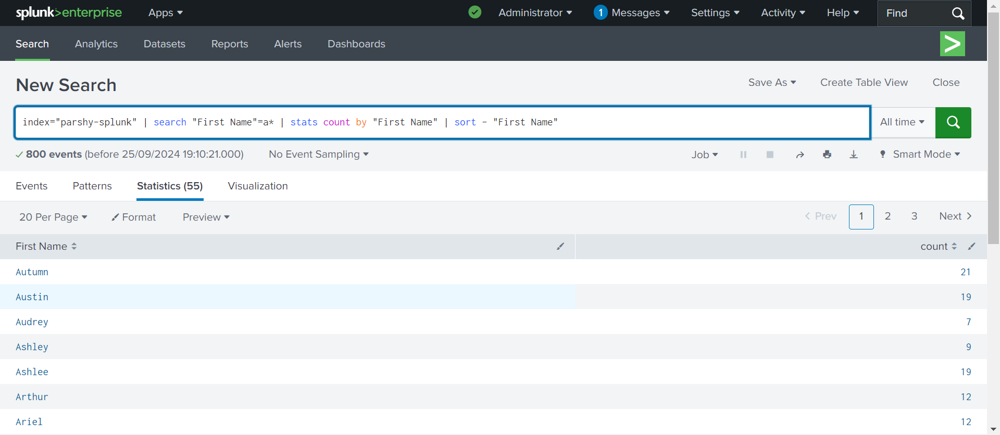 splunk>enterprise Apps Administrator 1 Messages Settings Activity Help Find
Search Analytics Datasets Reports Alerts Dashboards >
New Search Save As Create Table View Close
index="parshy-splunk" | search "First Name"=a* | stats count by "First Name" | sort - "First Name" All time
800 events (before 25/09/2024 19:10:21.000) No Event Sampling Job Smart Mode
Events Patterns Statistics (55) Visualization
20 Per Page Format Preview < Prev 1 2 3 Next >
First Name count
Autumn 21
Austin 19
Audrey 7
Ashley 9
Ashlee 19
Arthur 12
Ariel 12